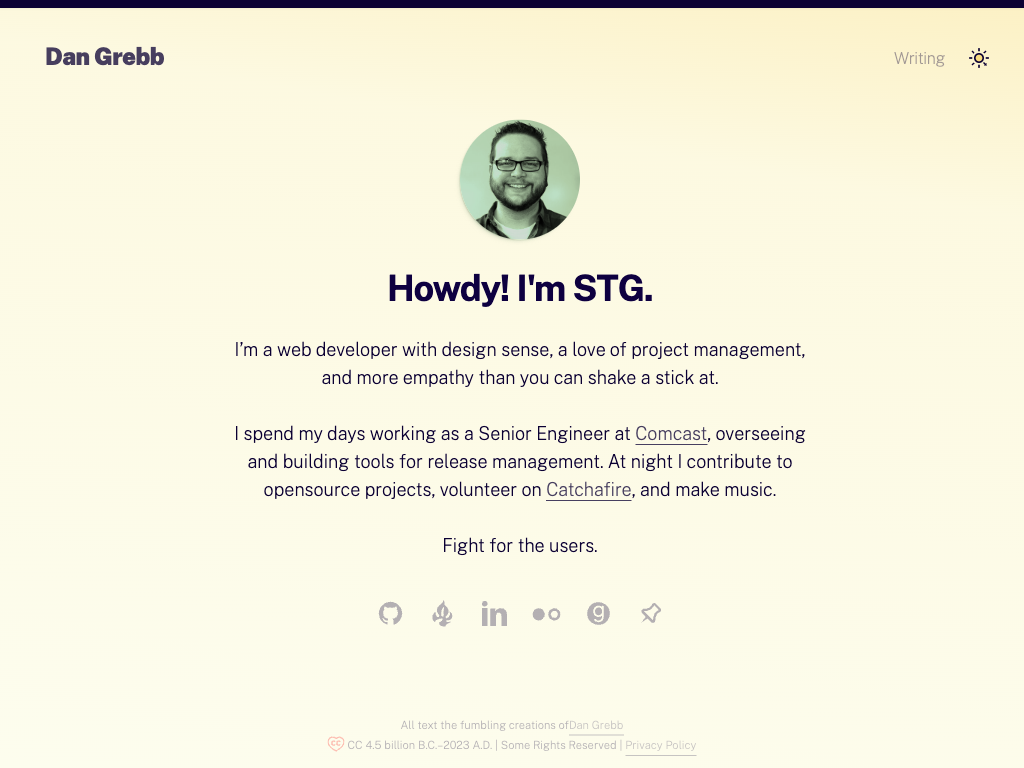 Dan Grebb
Writing
Howdy! I'm STG.
I’m a web developer with design sense, a love of project management,
and more empathy than you can shake a stick at.
I spend my days working as a Senior Engineer at Comcast, overseeing
and building tools for release management. At night I contribute to
opensource projects, volunteer on Catchafire, and make music.
Fight for the users.
All text the fumbling creations ofDan Grebb
CC 4.5 billion B.C.–2023 A.D. | Some Rights Reserved | Privacy Policy